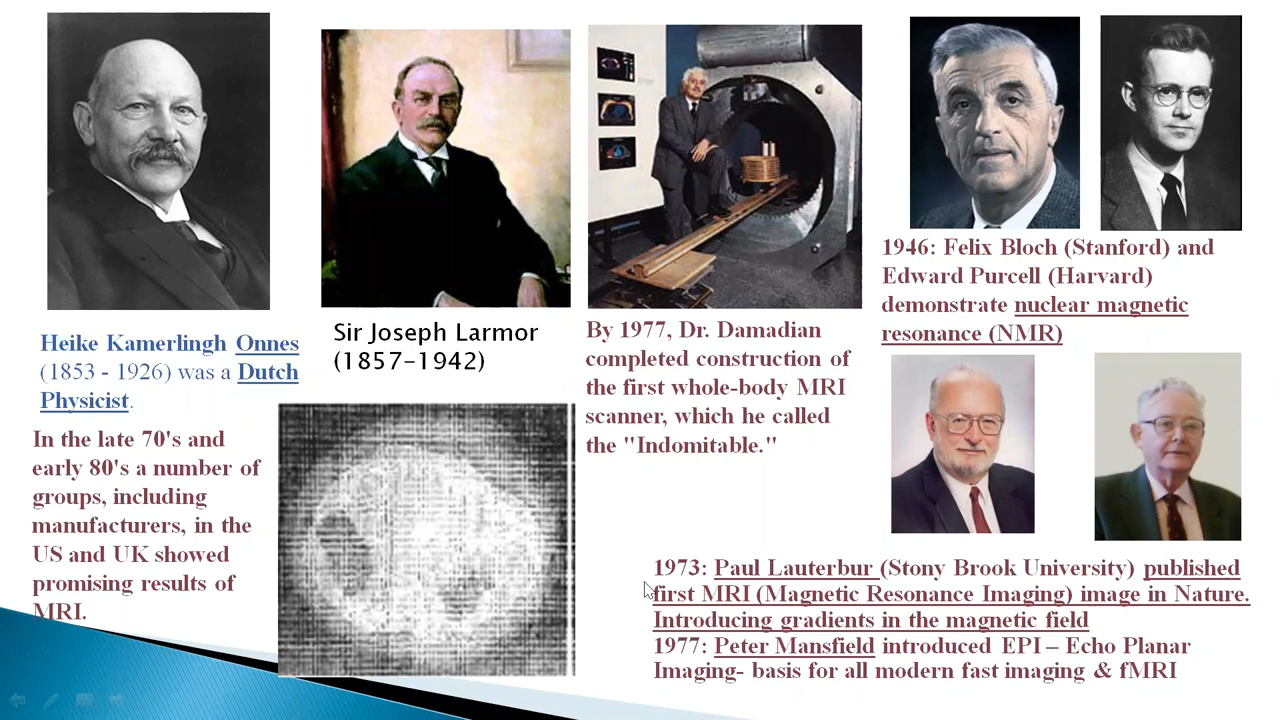 Heike Kamerlingh Onnes
(1853 - 1926) was a Dutch
Physicist.
In the late 70's and
early 80's a number of
groups, including
manufacturers, in the
US and UK showed
promising results of
MRI.
Sir Joseph Larmor
(1857-1942)
By 1977, Dr. Damadian
completed construction of
the first whole-body MRI
scanner, which he called
the "Indomitable."
1946: Felix Bloch (Stanford) and
Edward Purcell (Harvard)
demonstrate nuclear magnetic
resonance (NMR)
1973: Paul Lauterbur (Stony Brook University) published
first MRI (Magnetic Resonance Imaging) image in Nature.
Introducing gradients in the magnetic field
1977: Peter Mansfield introduced EPI – Echo Planar
Imaging- basis for all modern fast imaging & fMRI